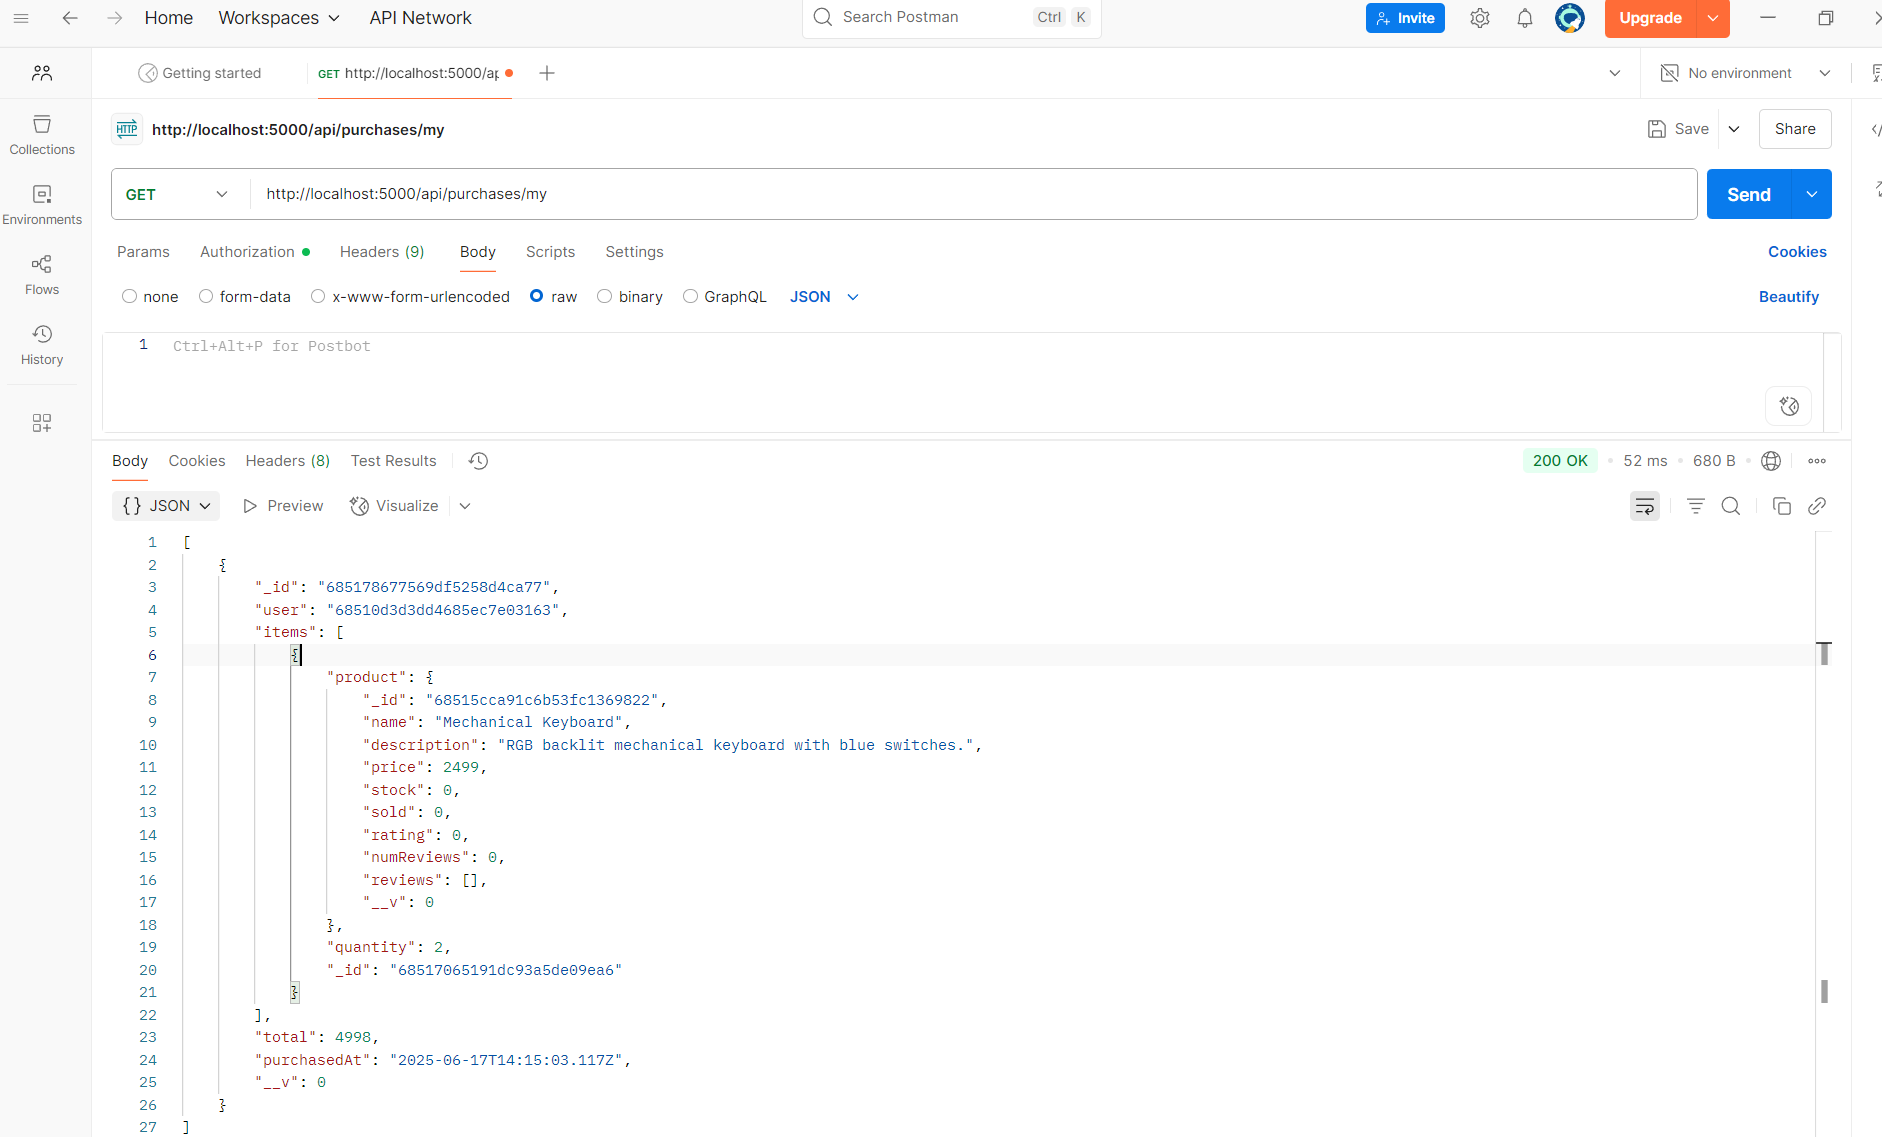 Home Workspaces API Network Search Postman Ctrl K Invite Upgrade
Getting started GET http://localhost:5000/ap No environment
HTTP http://localhost:5000/api/purchases/my Save Share
Collections
GET http://localhost:5000/api/purchases/my Send
Environments
Params Authorization Headers (9) Body Scripts Settings Cookies
Flows
none form-data x-www-form-urlencoded raw binary GraphQL JSON Beautify
1 Ctrl+Alt+P for Postbot
History
Body Cookies Headers (8) Test Results 200 OK • 52 ms • 680 B •
{} JSON Preview Visualize
1 [
2 {
3 "_id": "685178677569df5258d4ca77",
4 "user": "68510d3d3dd4685ec7e03163",
5 "items": [
6 {
7 "product": {
8 "_id": "68515cca91c6b53fc1369822",
9 "name": "Mechanical Keyboard",
10 "description": "RGB backlit mechanical keyboard with blue switches.",
11 "price": 2499,
12 "stock": 0,
13 "sold": 0,
14 "rating": 0,
15 "numReviews": 0,
16 "reviews": [],
17 "__v": 0
18 },
19 "quantity": 2,
20 "_id": "68517065191dc93a5de09ea6"
21 }
22 ],
23 "total": 4998,
24 "purchasedAt": "2025-06-17T14:15:03.117Z",
25 "__v": 0
26 }
27 ]